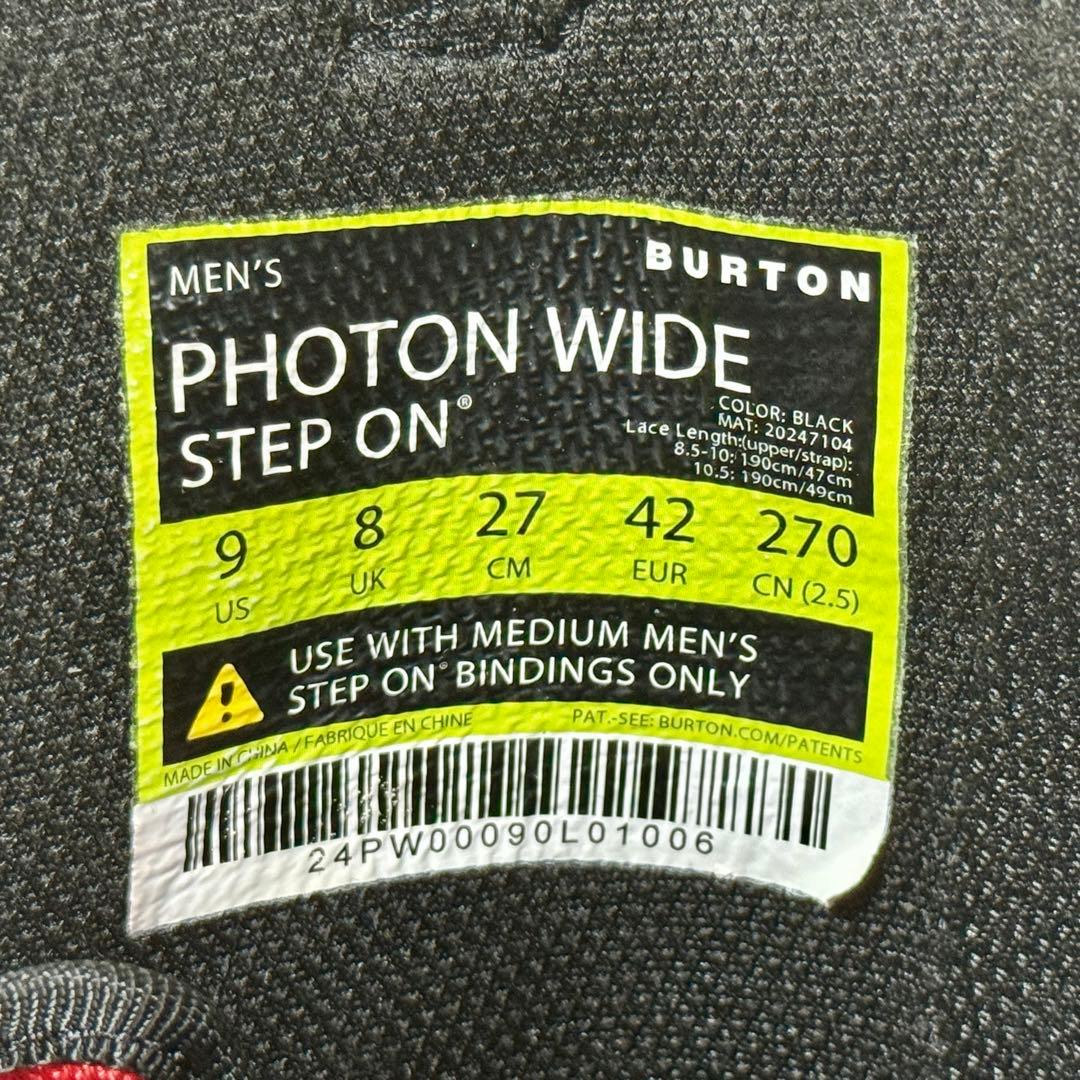 MEN'S
BURTON
PHOTON WIDE
STEP ON®
COLOR: BLACK
MAT: 20247104
Lace Length:(upper/strap):
8.5-10: 190cm/47cm
10.5: 190cm/49cm
9 8 27 42 270
US UK CM EUR CN (2.5)
USE WITH MEDIUM MEN'S
STEP ON® BINDINGS ONLY
MADE IN CHINA / FABRIQUE EN CHINE PAT.-SEE: BURTON.COM/PATENTS
24PW00090L01006